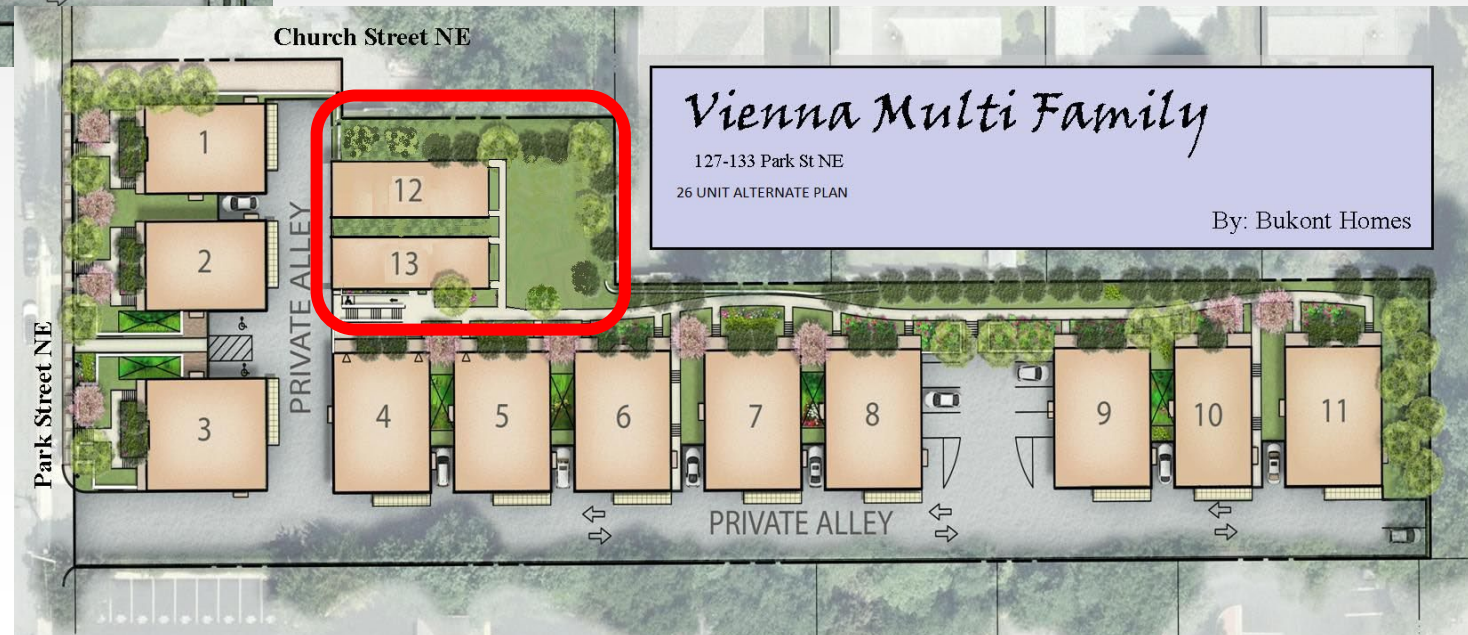 Church Street NE
Vienna Multi Family
127-133 Park St NE
26 UNIT ALTERNATE PLAN
By: Bukont Homes
1
12
2
13
PRIVATE ALLEY
Park Street NE
3
4
5
6
7
8
9
10
11
PRIVATE ALLEY